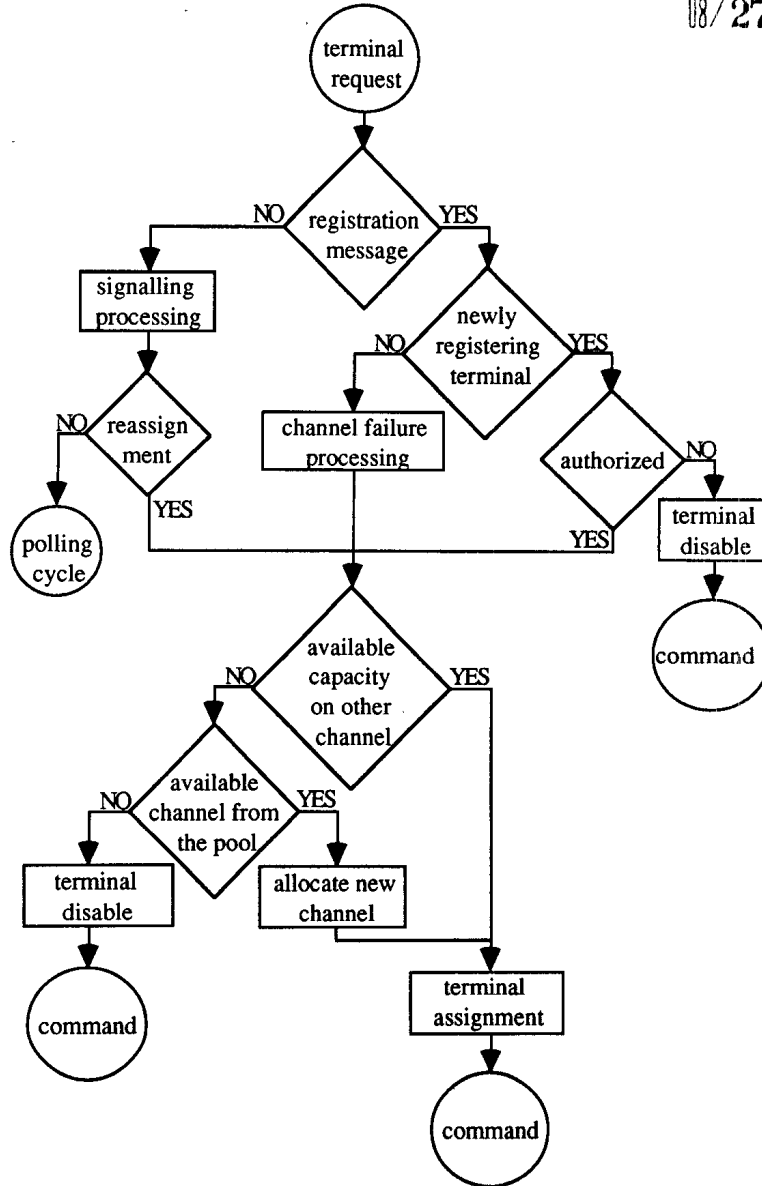 08/27
terminal
request
NO
registration
message
YES
signalling
processing
newly
registering
terminal
NO
YES
NO
reassign
ment
YES
channel failure
processing
authorized
NO
YES
terminal
disable
polling
cycle
available
capacity
on other
channel
NO
YES
command
available
channel from
the pool
NO
YES
terminal
disable
allocate new
channel
terminal
assignment
command
command